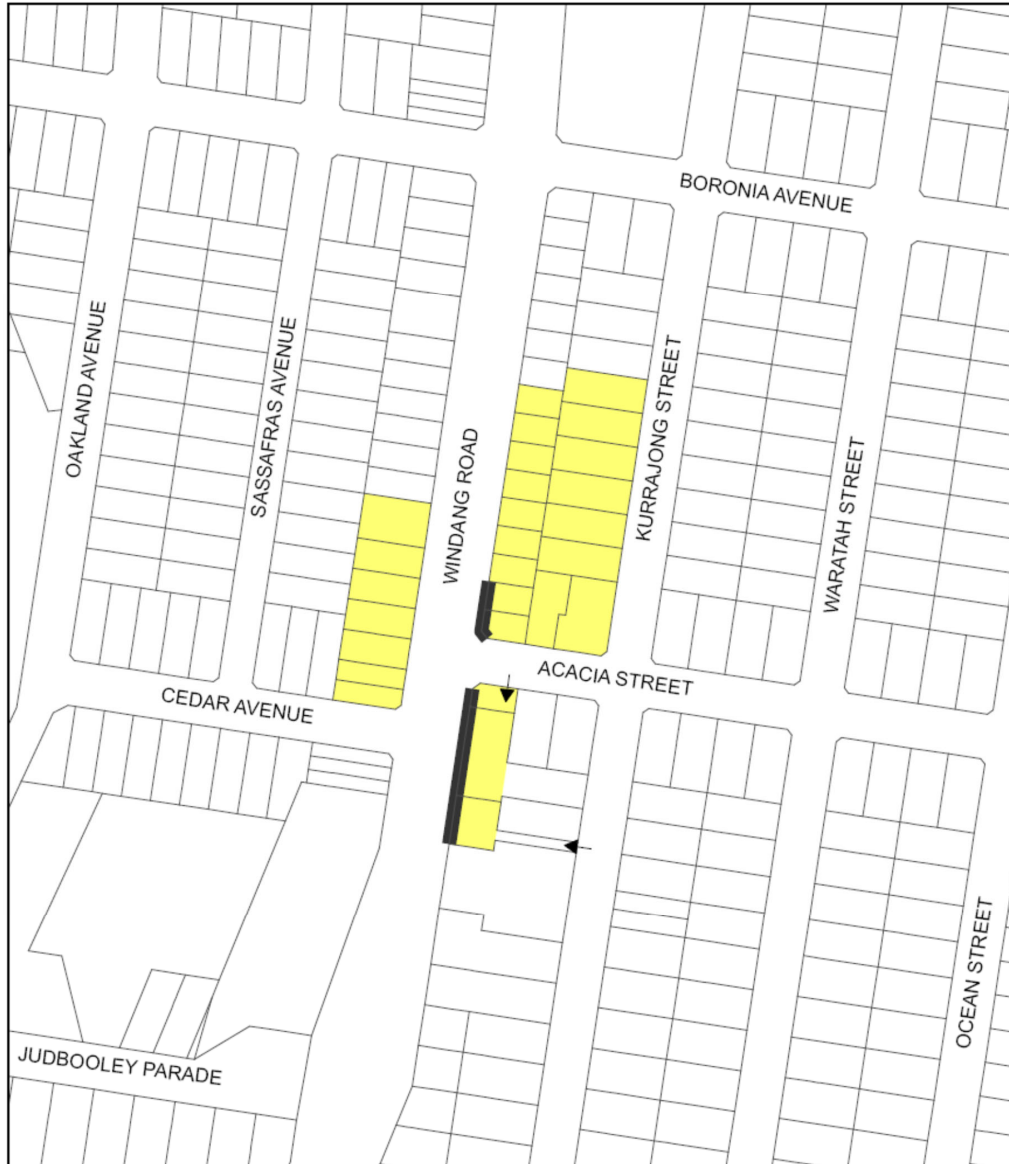 BORONIA AVENUE
OAKLAND AVENUE
SASSAFRAS AVENUE
WINDANG ROAD
KURRAJONG STREET
WARATAH STREET
ACACIA STREET
CEDAR AVENUE
OCEAN STREET
JUDBOOLEY PARADE